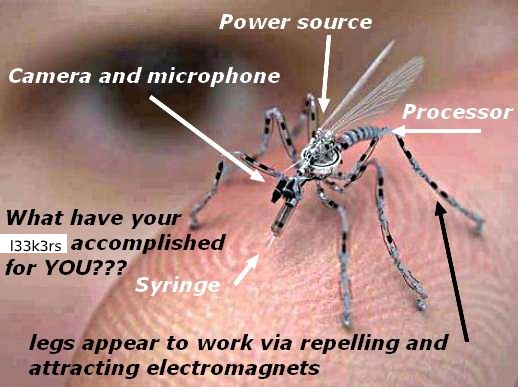 Power source
Camera and microphone
Processor
What have your
l33k3rs accomplished
for YOU???
Syringe
legs appear to work via repelling and
attracting electromagnets